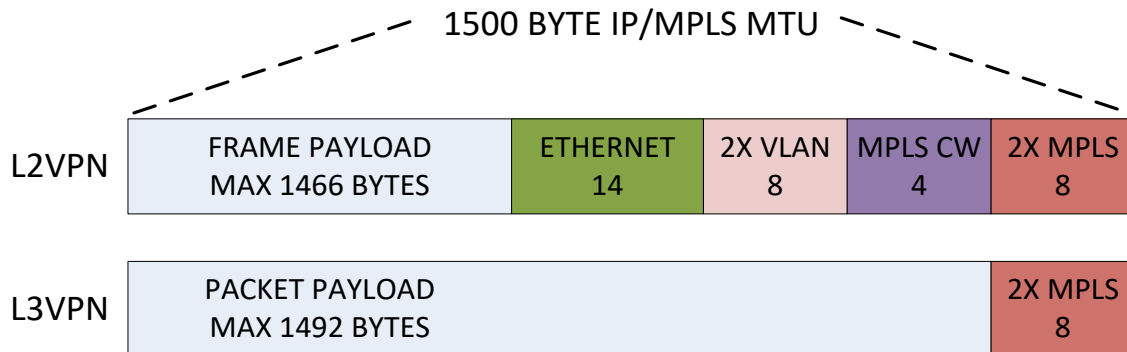 1500 BYTE IP/MPLS MTU
L2VPN
FRAME PAYLOAD
MAX 1466 BYTES
ETHERNET
14
2X VLAN
8
MPLS CW
4
2X MPLS
8
L3VPN
PACKET PAYLOAD
MAX 1492 BYTES
2X MPLS
8